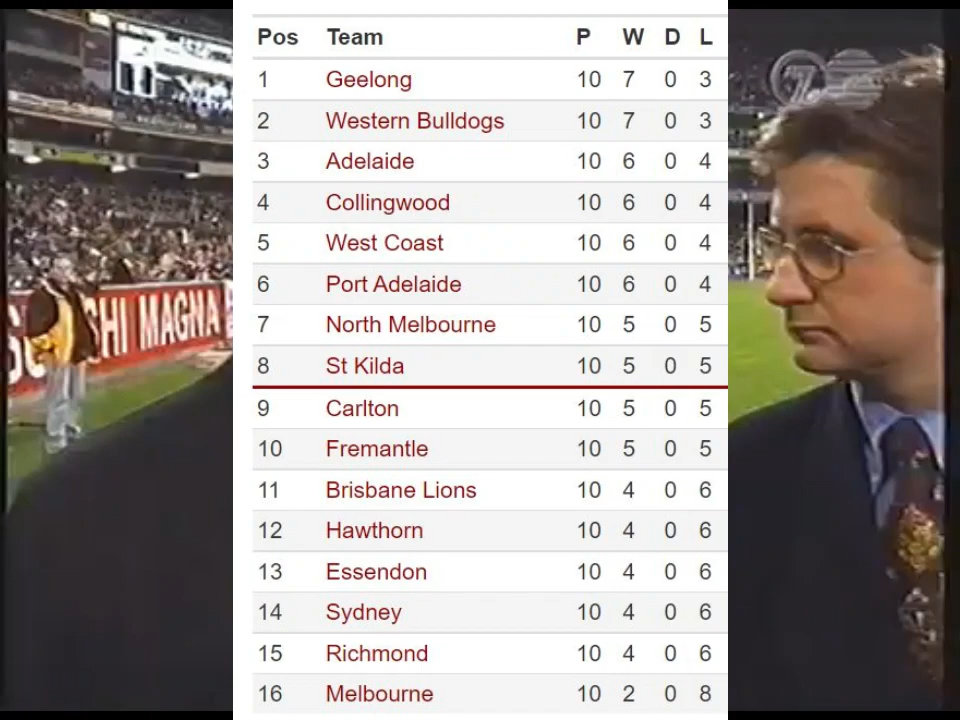 Pos Team P W D L
1 Geelong 10 7 0 3
2 Western Bulldogs 10 7 0 3
3 Adelaide 10 6 0 4
4 Collingwood 10 6 0 4
5 West Coast 10 6 0 4
6 Port Adelaide 10 6 0 4
7 North Melbourne 10 5 0 5
8 St Kilda 10 5 0 5
9 Carlton 10 5 0 5
10 Fremantle 10 5 0 5
11 Brisbane Lions 10 4 0 6
12 Hawthorn 10 4 0 6
13 Essendon 10 4 0 6
14 Sydney 10 4 0 6
15 Richmond 10 4 0 6
16 Melbourne 10 2 0 8
HI MAGNA
7